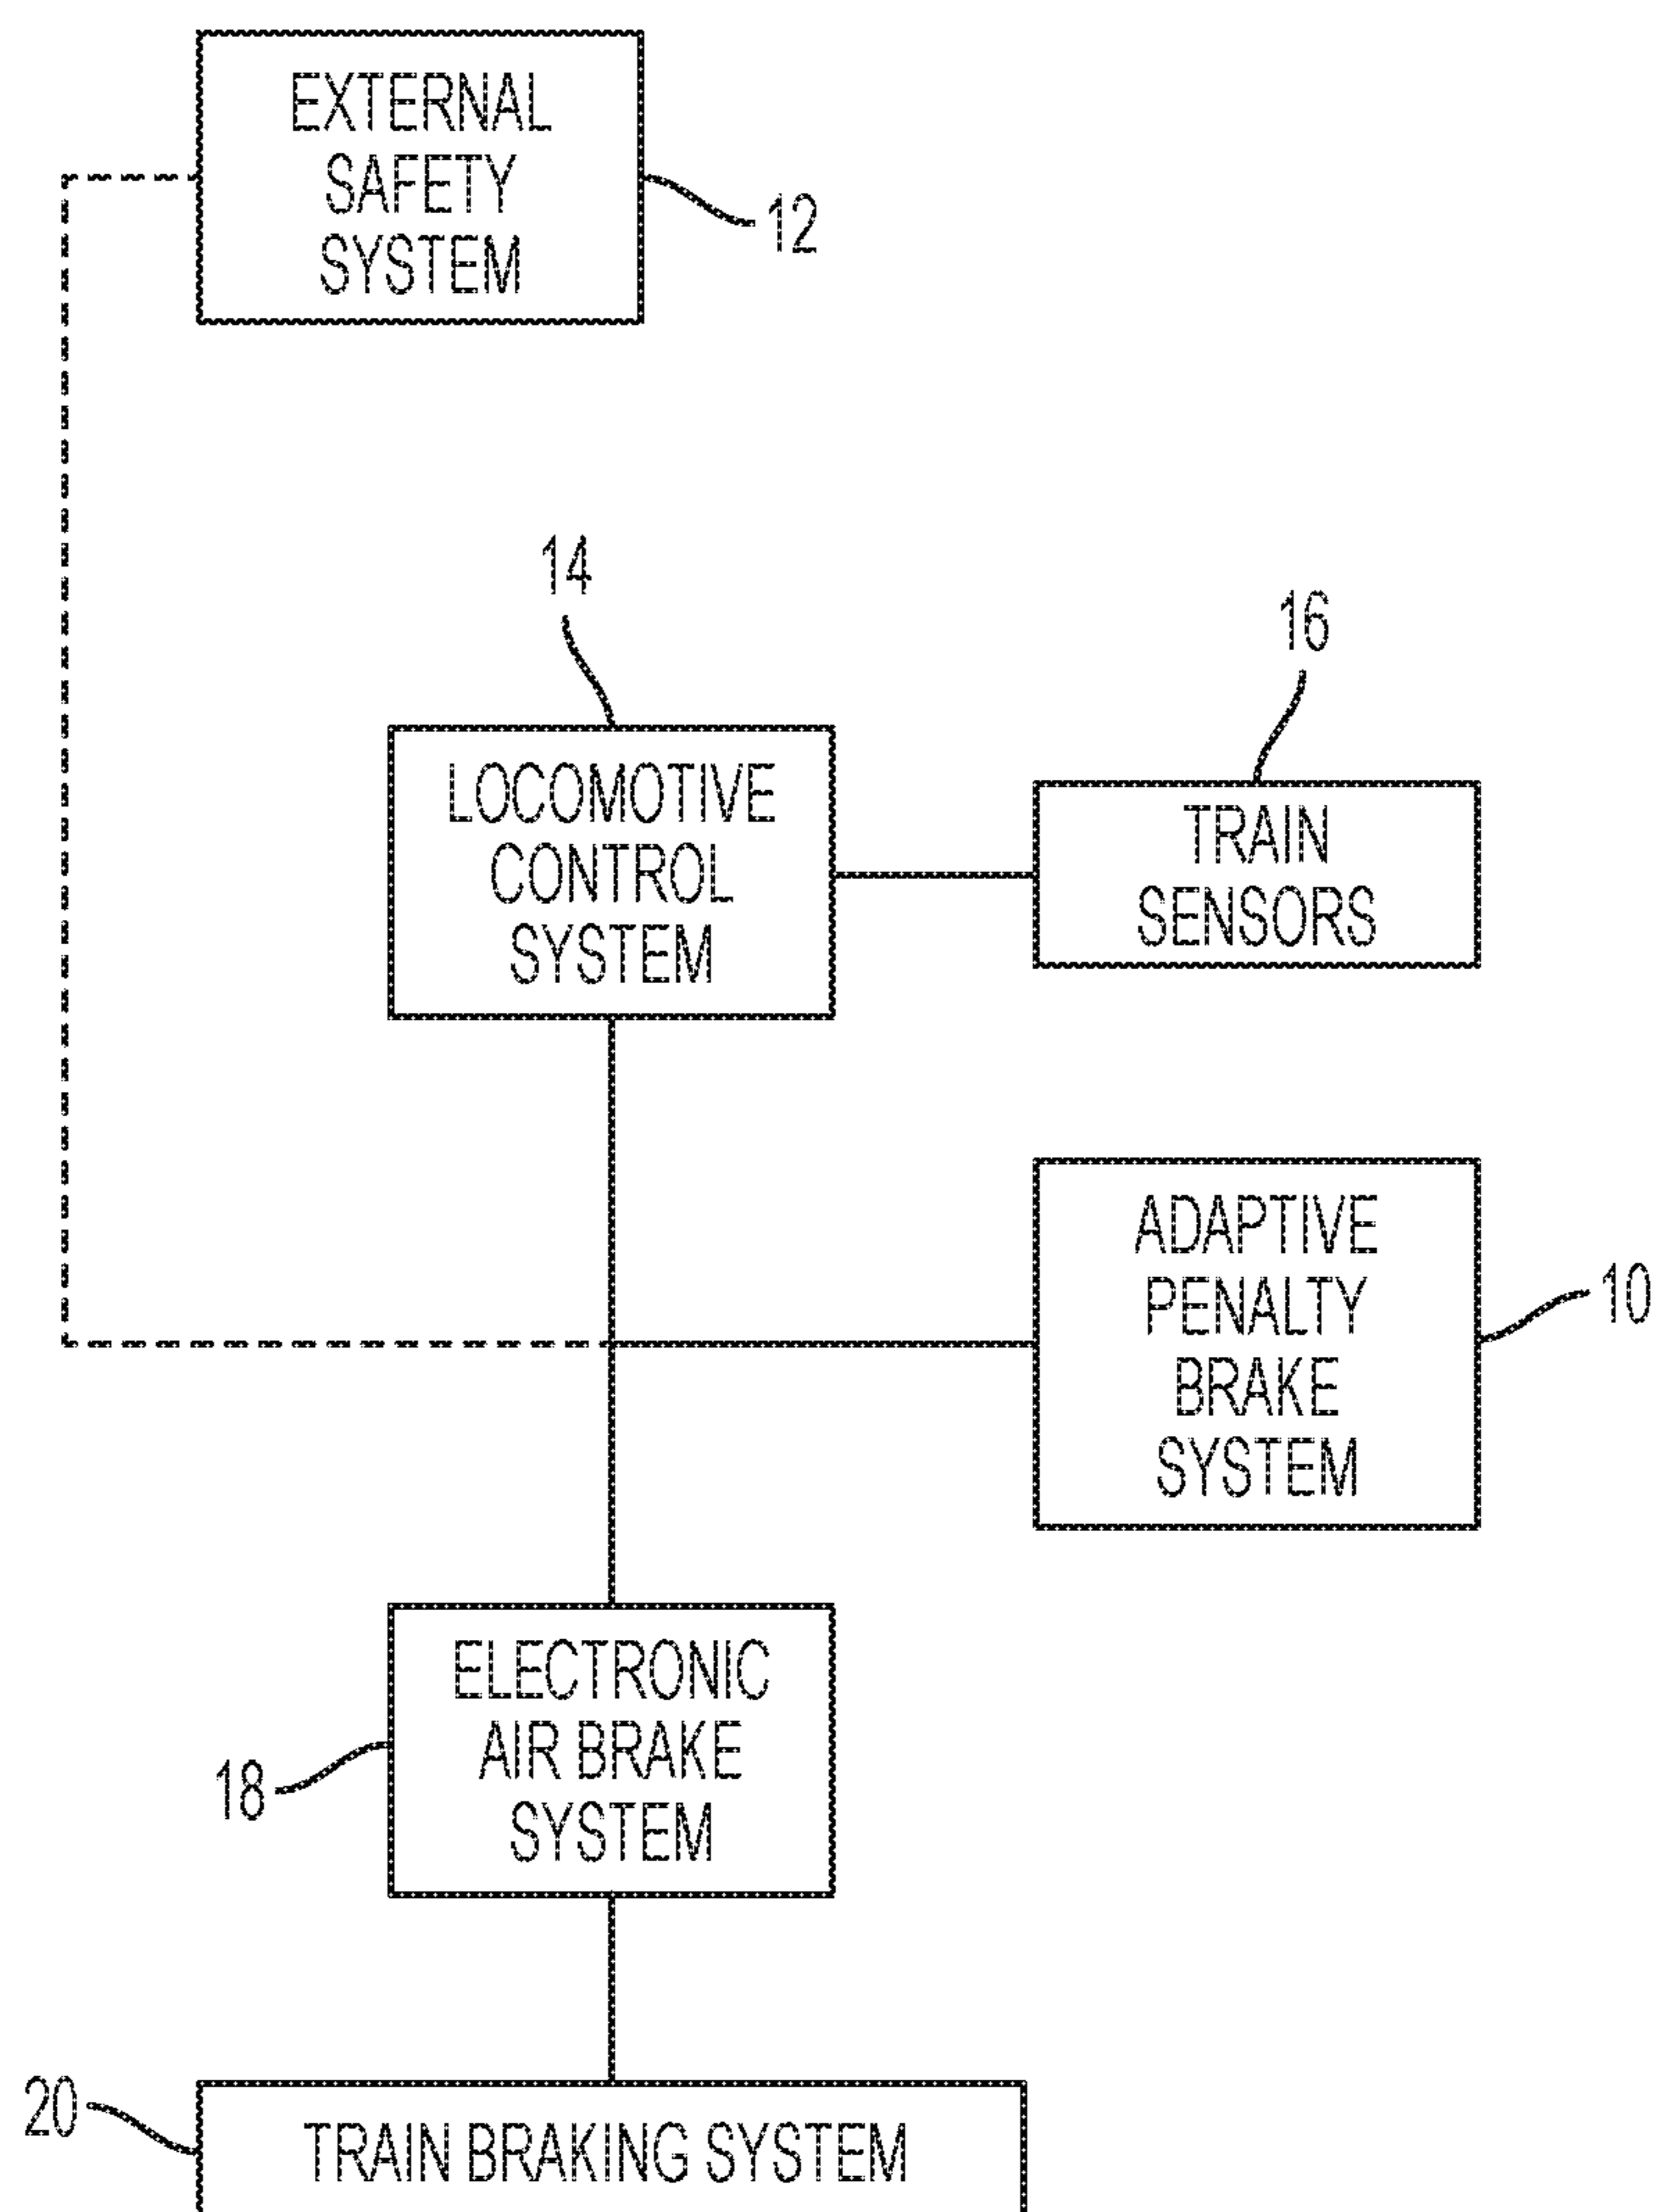 EXTERNAL
SAFETY
SYSTEM
12
14
16
LOCOMOTIVE
CONTROL
SYSTEM
TRAIN
SENSORS
ADAPTIVE
PENALTY
BRAKE
SYSTEM
10
ELECTRONIC
AIR BRAKE
SYSTEM
18
20
TRAIN BRAKING SYSTEM